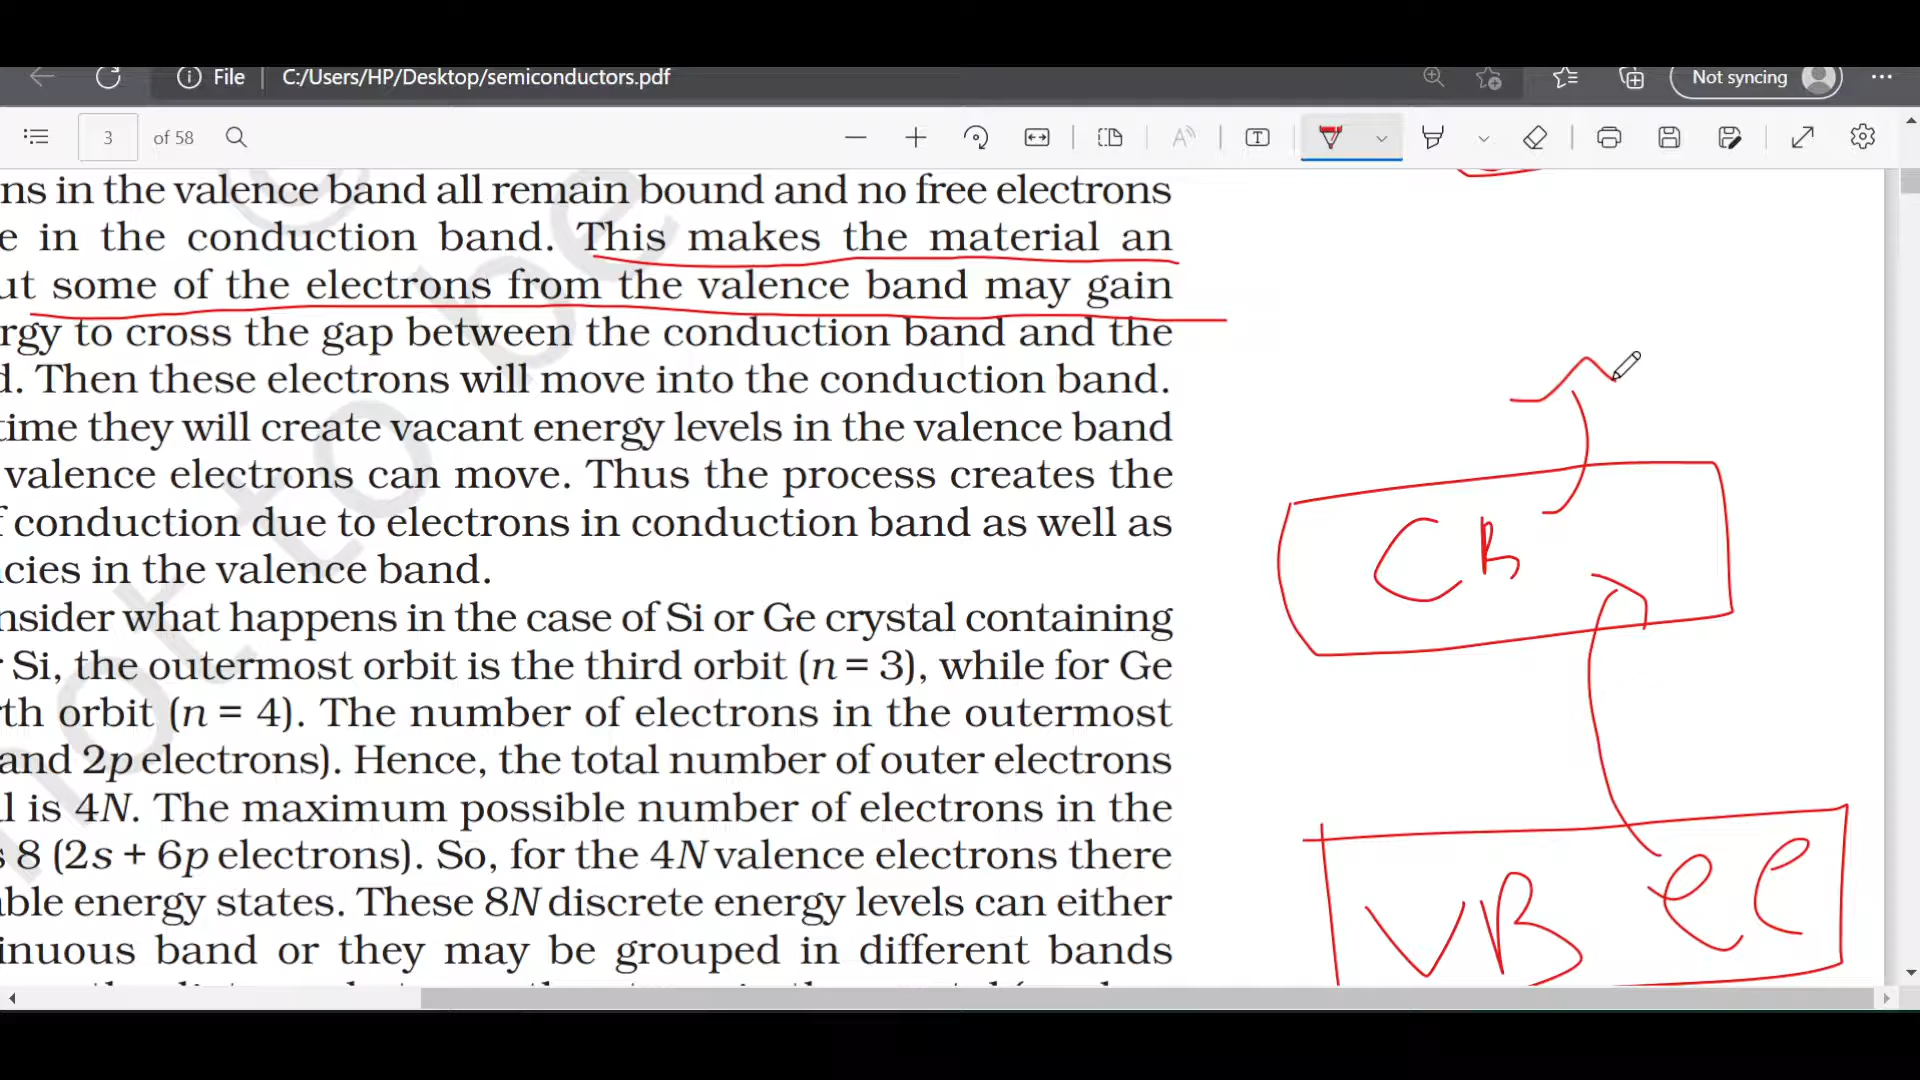 File C:/Users/HP/Desktop/semiconductors.pdf Not syncing
3 of 58
ns in the valence band all remain bound and no free electrons
e in the conduction band. This makes the material an
ut some of the electrons from the valence band may gain
rgy to cross the gap between the conduction band and the
d. Then these electrons will move into the conduction band.
time they will create vacant energy levels in the valence band
valence electrons can move. Thus the process creates the
f conduction due to electrons in conduction band as well as
ncies in the valence band.
nsider what happens in the case of Si or Ge crystal containing
r Si, the outermost orbit is the third orbit (n = 3), while for Ge
rth orbit (n = 4). The number of electrons in the outermost
and 2p electrons). Hence, the total number of outer electrons
l is 4N. The maximum possible number of electrons in the
s 8 (2s + 6p electrons). So, for the 4N valence electrons there
able energy states. These 8N discrete energy levels can either
inuous band or they may be grouped in different bands
CB
VB e e
not to be